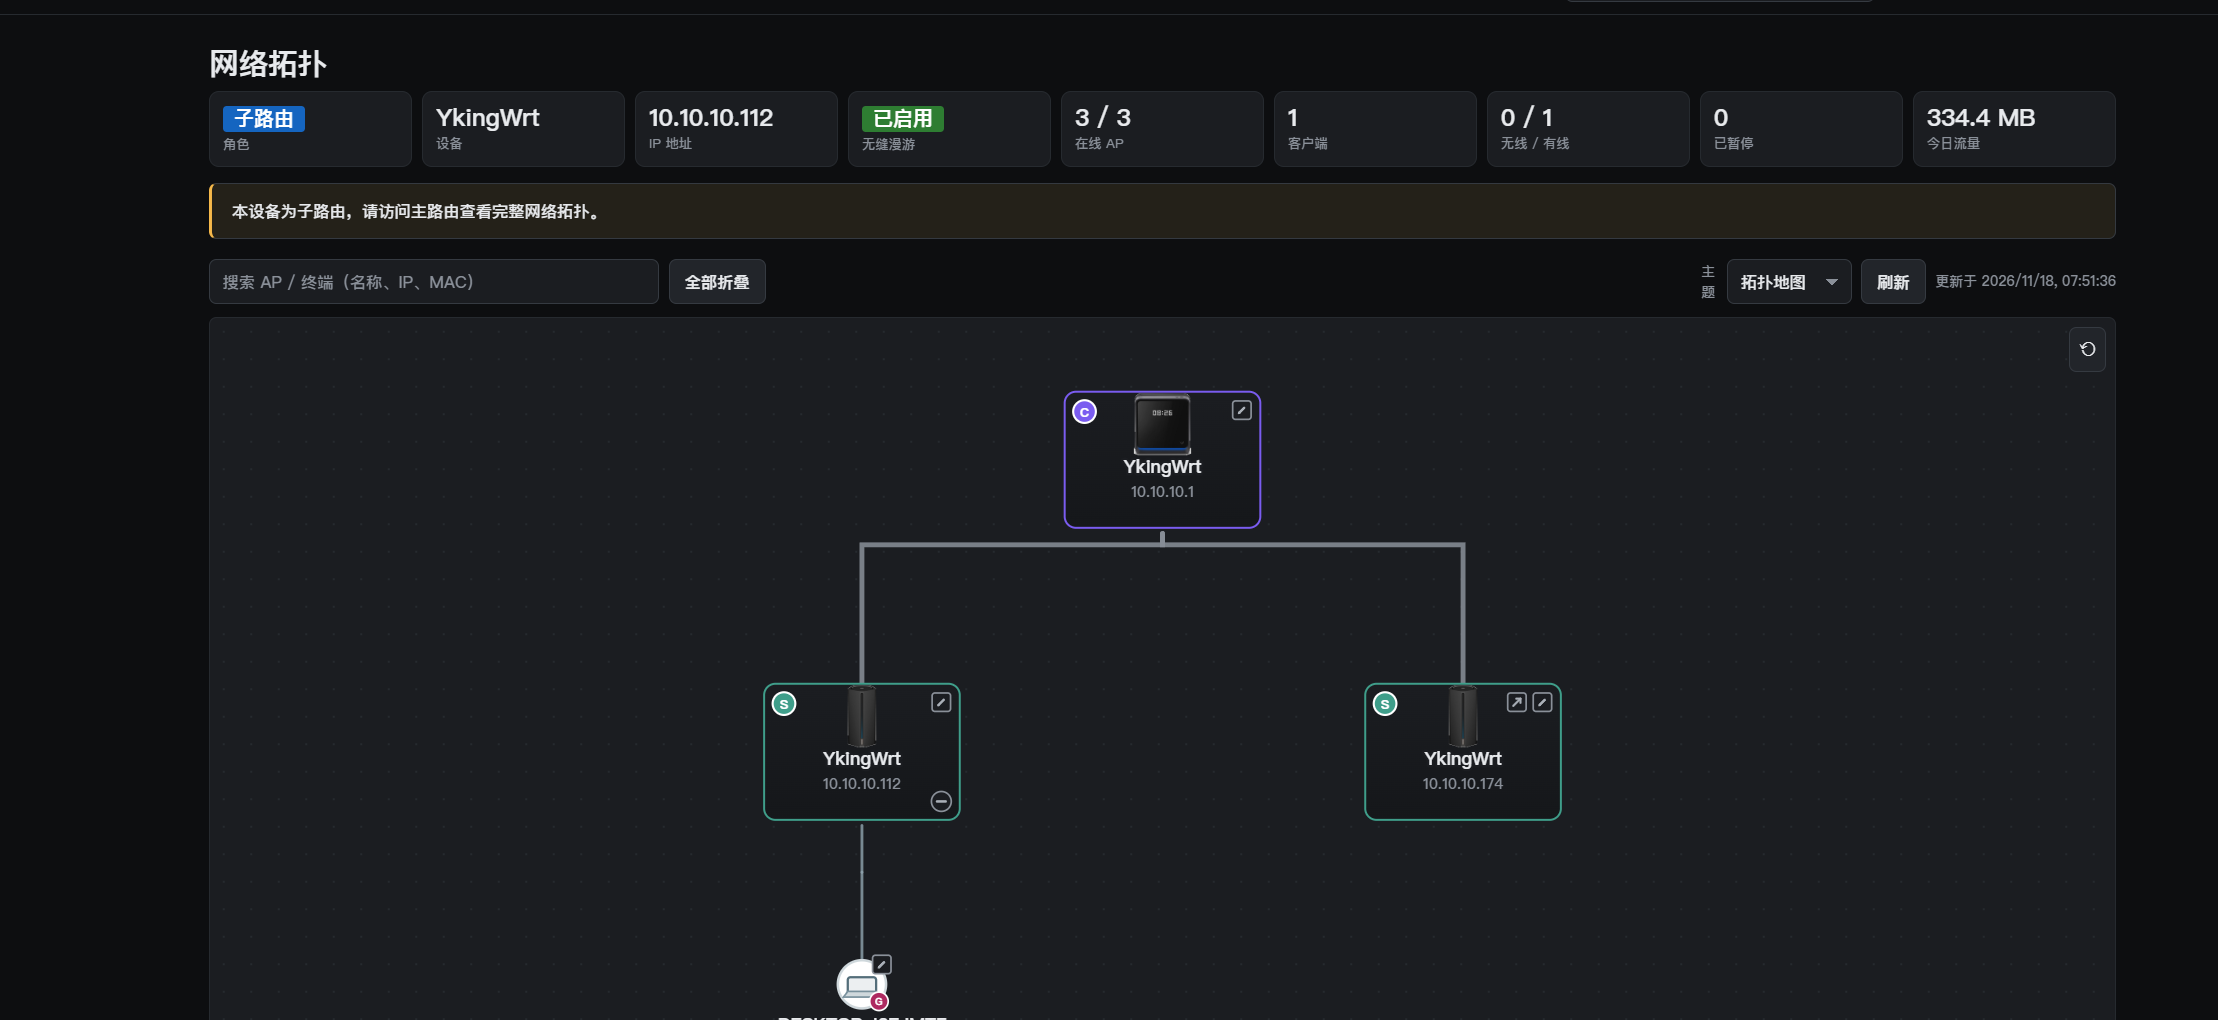 网络拓扑
子路由
角色
YkingWrt
设备
10.10.10.112
IP 地址
已启用
无缝漫游
3 / 3
在线 AP
1
客户端
0 / 1
无线 / 有线
0
已暂停
334.4 MB
今日流量
本设备为子路由，请访问主路由查看完整网络拓扑。
搜索 AP / 终端（名称、IP、MAC）
全部折叠
主题
拓扑地图
刷新
更新于 2026/11/18, 07:51:36
C
08:26
YkingWrt
10.10.10.1
S
YkingWrt
10.10.10.112
S
YkingWrt
10.10.10.174
G